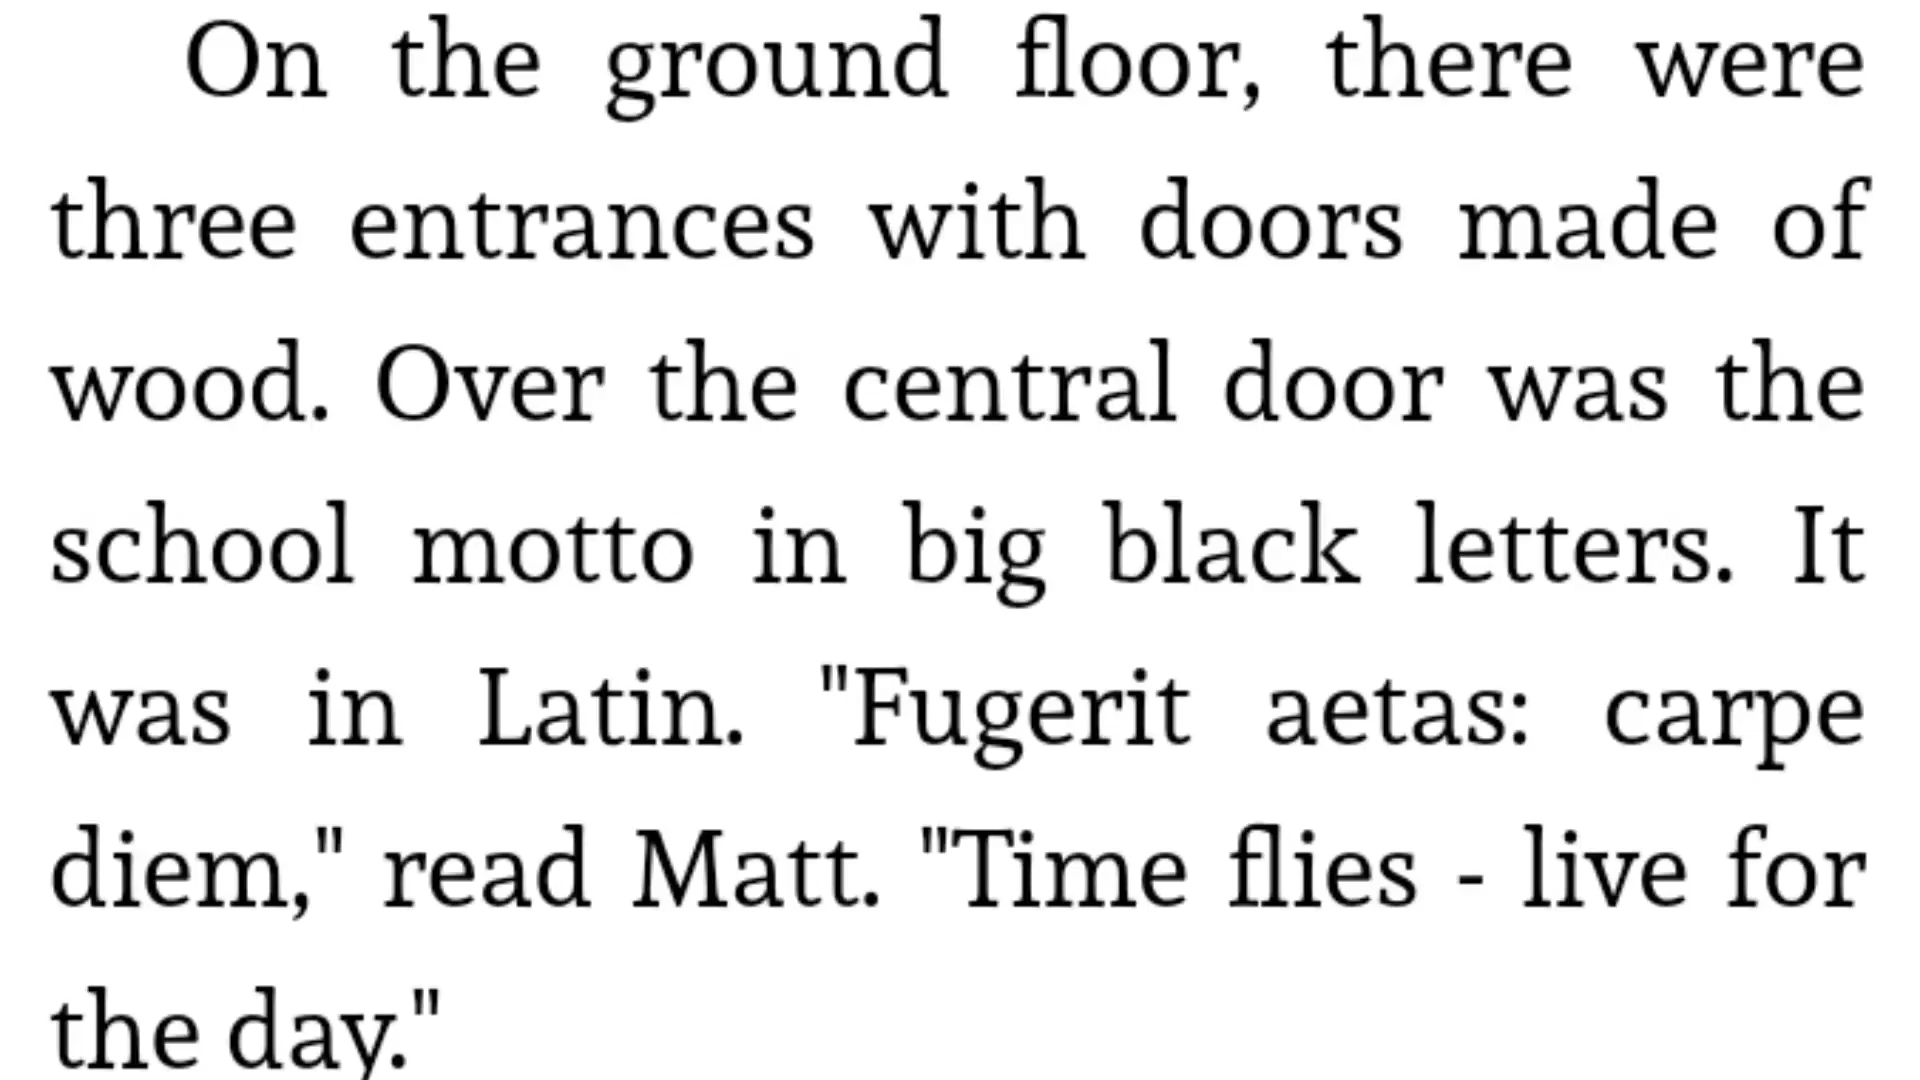 On the ground floor, there were
three entrances with doors made of
wood. Over the central door was the
school motto in big black letters. It
was in Latin. "Fugerit aetas: carpe
diem," read Matt. "Time flies - live for
the day."